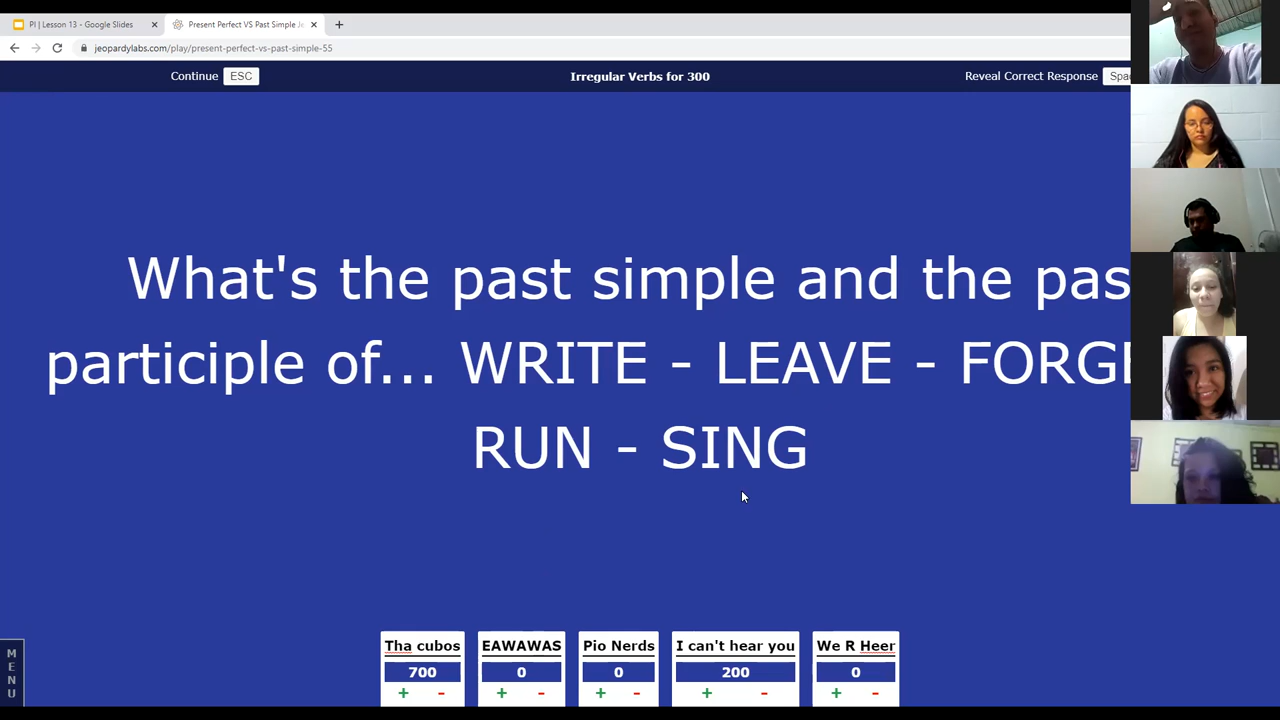 PI | Lesson 13 - Google Slides
Present Perfect VS Past Simple Je
jeopardylabs.com/play/present-perfect-vs-past-simple-55
Continue ESC
Irregular Verbs for 300
Reveal Correct Response
What's the past simple and the
participle of... WRITE - LEAVE -
RUN - SING
MENU
Tha cubos EAWAWAS Pio Nerds I can't hear you We R Heer
700 0 0 200 0
+ - + - + - + - + -